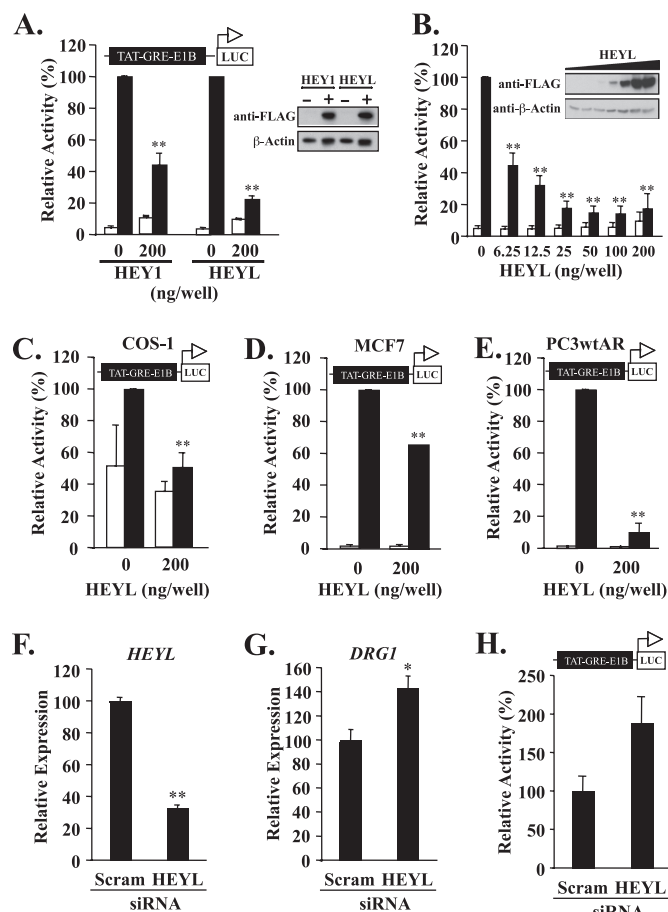 A.
TAT-GRE-E1B
LUC
Relative Activity (%)
120
100
80
60
40
20
0
**
**
0 200 0 200
HEY1 HEYL
(ng/well)
HEY1 HEYL
– + – +
anti-FLAG
β-Actin
B.
HEYL
anti-FLAG
anti-β-Actin
Relative Activity (%)
120
100
80
60
40
20
0
** ** ** ** ** **
0 6.25 12.5 25 50 100 200
HEYL (ng/well)
C.
COS-1
TAT-GRE-E1B
LUC
Relative Activity (%)
120
100
80
60
40
20
0
**
0 200
HEYL (ng/well)
D.
MCF7
TAT-GRE-E1B
LUC
Relative Activity (%)
120
100
80
60
40
20
0
**
0 200
HEYL (ng/well)
E.
PC3wtAR
TAT-GRE-E1B
LUC
Relative Activity (%)
120
100
80
60
40
20
0
**
0 200
HEYL (ng/well)
F.
HEYL
Relative Expression
120
100
80
60
40
20
0
**
Scram HEYL
siRNA
G.
DRG1
Relative Expression
160
140
120
100
80
60
40
20
0
*
Scram HEYL
siRNA
H.
TAT-GRE-E1B
LUC
Relative Activity (%)
250
200
150
100
50
0
Scram HEYL
siRNA